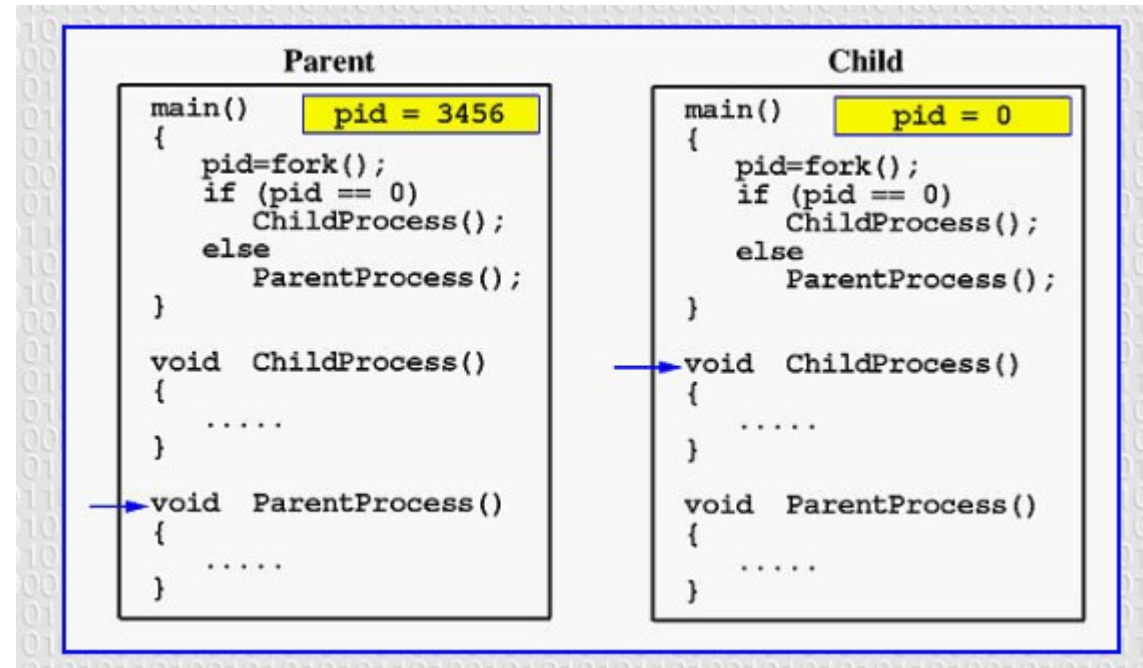 Parent
main()
pid = 3456
{
pid=fork();
if (pid == 0)
ChildProcess();
else
ParentProcess();
}
void ChildProcess()
{
.....
}
void ParentProcess()
{
.....
}
Child
main()
pid = 0
{
pid=fork();
if (pid == 0)
ChildProcess();
else
ParentProcess();
}
void ChildProcess()
{
.....
}
void ParentProcess()
{
.....
}